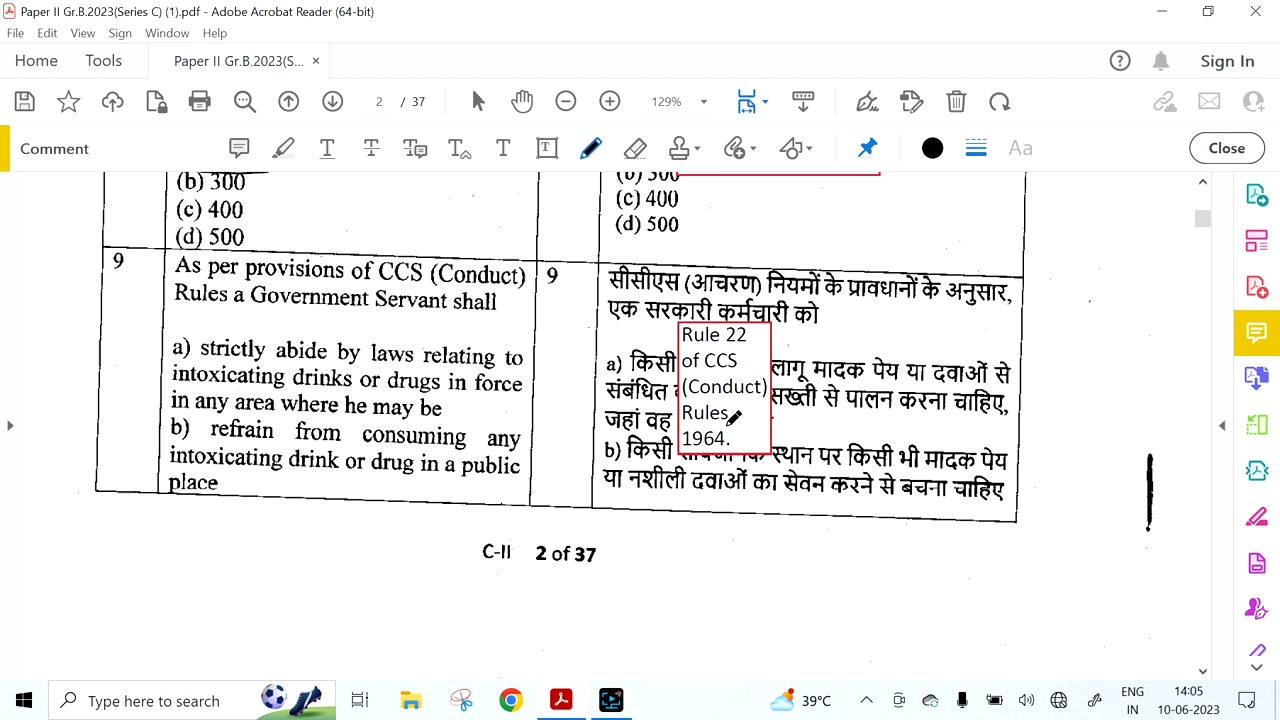 Paper II Gr.B.2023(Series C) (1).pdf - Adobe Acrobat Reader (64-bit)
File Edit View Sign Window Help
Home Tools Paper II Gr.B.2023(S... × Sign In
2 / 37 129%
Comment Close
(b) 300
(c) 400
(d) 500
(c) 400
(d) 500
9
As per provisions of CCS (Conduct)
Rules a Government Servant shall
a) strictly abide by laws relating to
intoxicating drinks or drugs in force
in any area where he may be
b) refrain from consuming any
intoxicating drink or drug in a public
place
9
सीसीएस (आचरण) नियमों के प्रावधानों के अनुसार,
एक सरकारी कर्मचारी को
a) किसी लागू मादक पेय या दवाओं से
संबंधित सख्ती से पालन करना चाहिए,
जहां वह
b) किसी स्थान पर किसी भी मादक पेय
या नशीली दवाओं का सेवन करने से बचना चाहिए
Rule 22
of CCS
(Conduct)
Rules
1964.
C-II 2 of 37
Type here to search
39°C
ENG
IN
14:05
10-06-2023